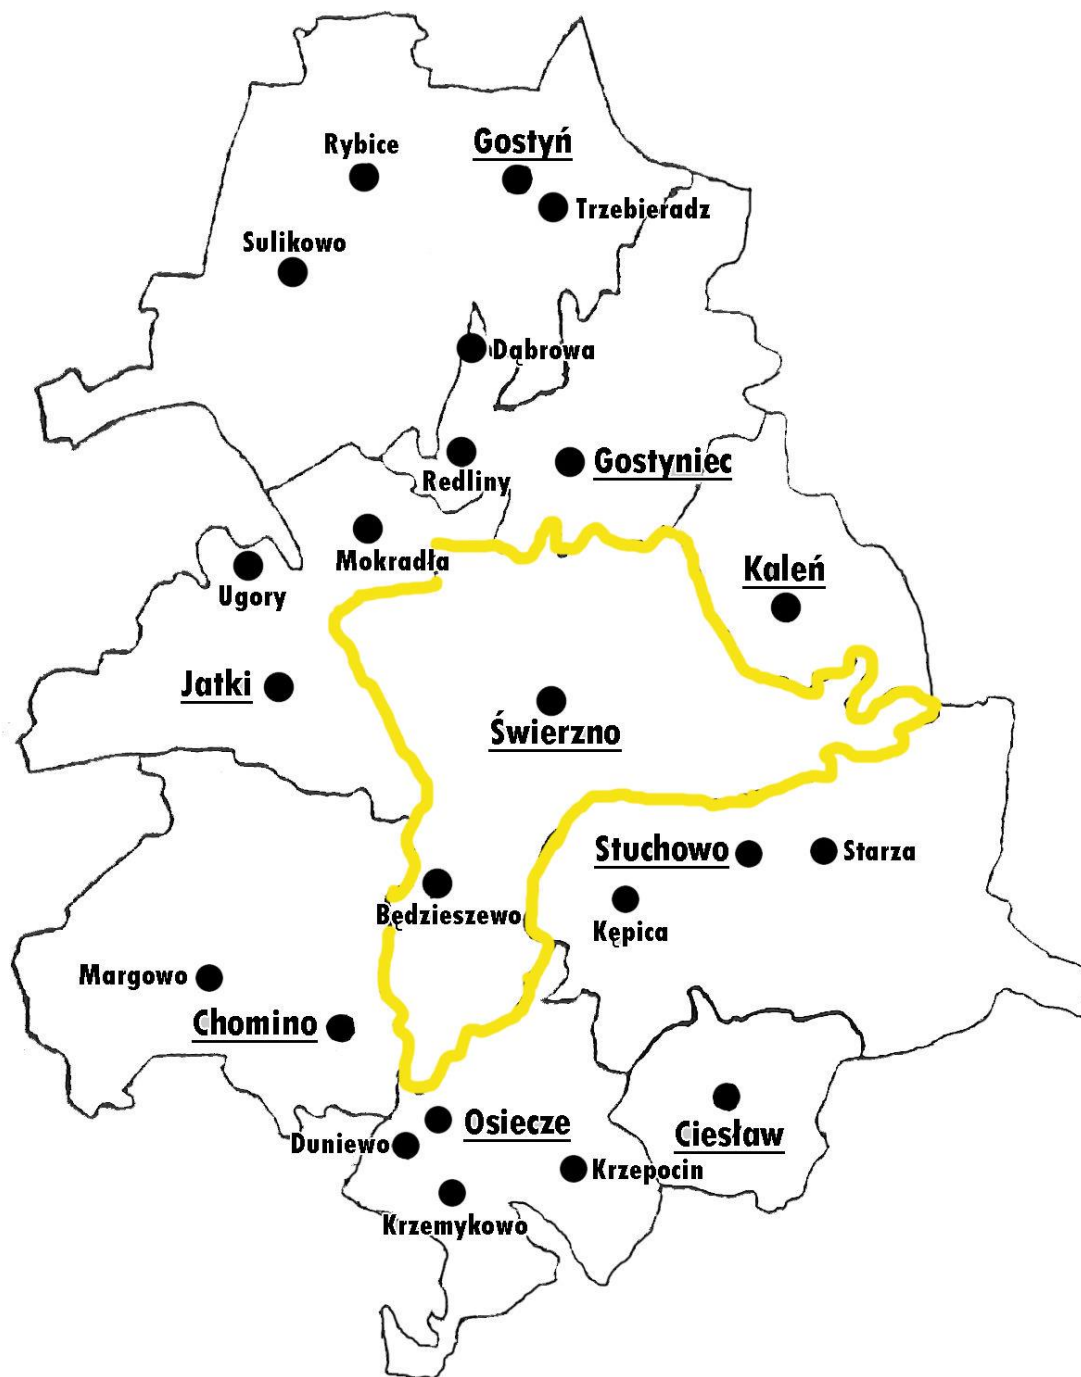 Rybice
Gostyń
Trzebieradz
Sulikowo
Dąbrowa
Redliny
Gostyniec
Mokradła
Ugory
Kaleń
Jatki
Świerzno
Stuchowo
Starza
Będzieszewo
Kępica
Margowo
Chomino
Osiecze
Ciesław
Duniewo
Krzepocin
Krzemykowo